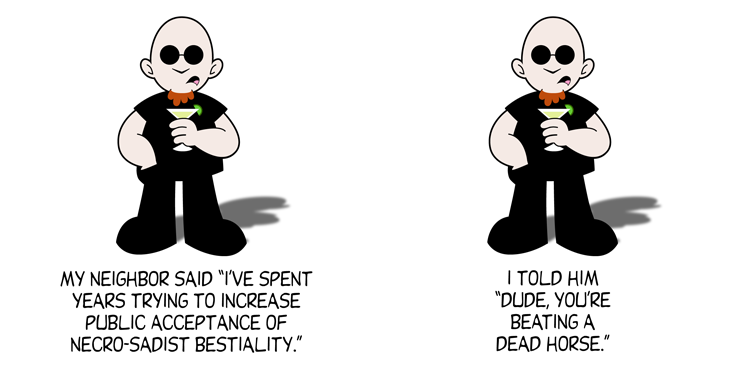 MY NEIGHBOR SAID "I'VE SPENT
YEARS TRYING TO INCREASE
PUBLIC ACCEPTANCE OF
NECRO-SADIST BESTIALITY."
I TOLD HIM
"DUDE, YOU'RE
BEATING A
DEAD HORSE."